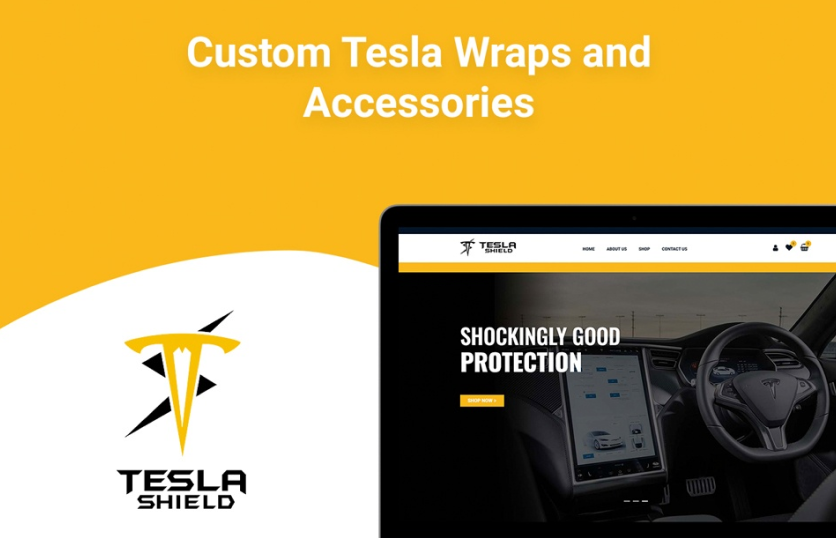 Custom Tesla Wraps and
Accessories
TESLA
SHIELD
HOME ABOUT US SHOP CONTACT US
SHOCKINGLY GOOD
PROTECTION
SHOP NOW >
TESLA
SHIELD